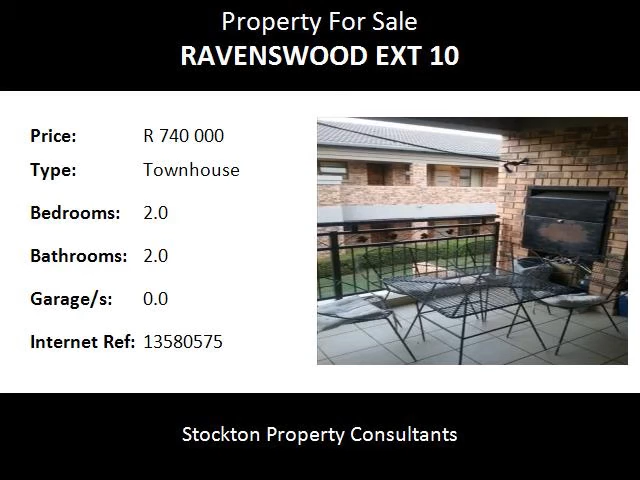 Property For Sale
RAVENSWOOD EXT 10
Price: R 740 000
Type: Townhouse
Bedrooms: 2.0
Bathrooms: 2.0
Garage/s: 0.0
Internet Ref: 13580575
Stockton Property Consultants